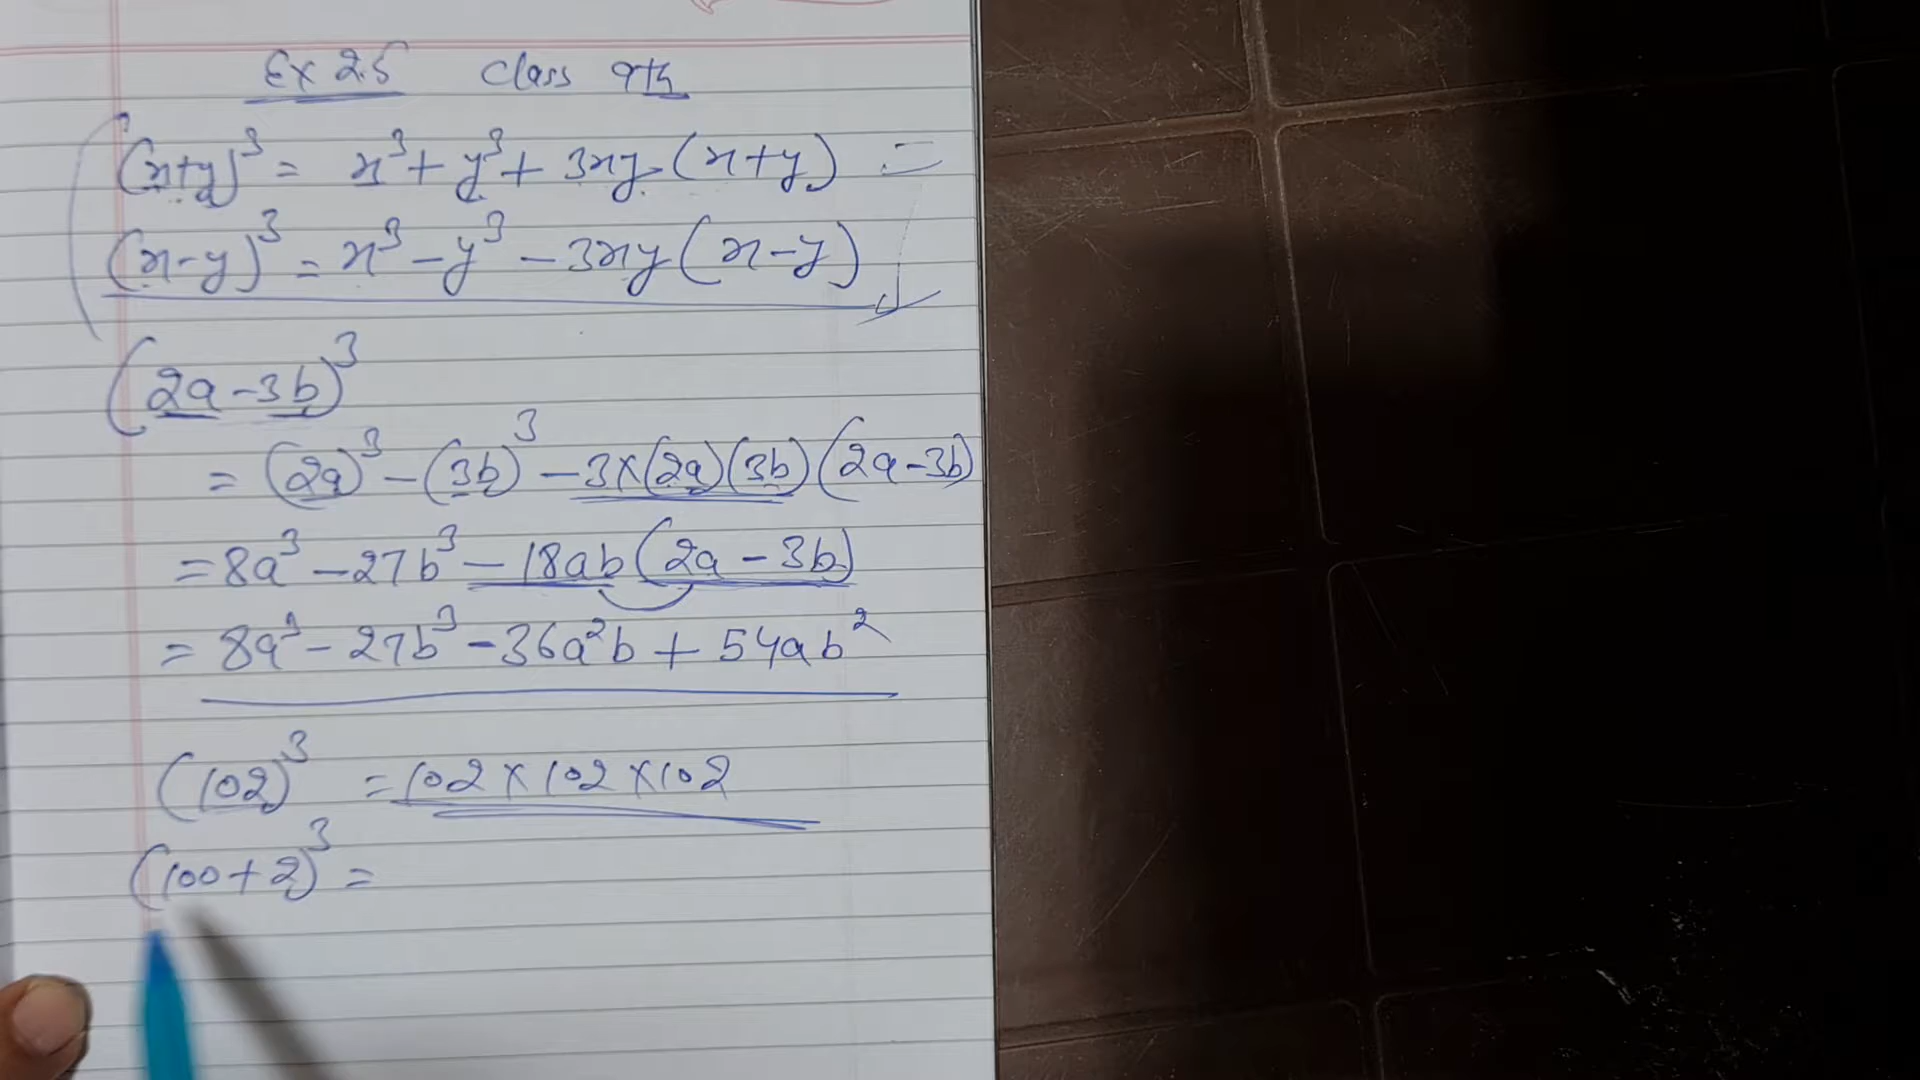 Ex 2.5 Class 9th
(x+y)³ = x³ + y³ + 3xy (x+y) =
(x-y)³ = x³ - y³ - 3xy (x-y)
(2a-3b)³
= (2a)³ - (3b)³ - 3×(2a)(3b)(2a-3b)
= 8a³ - 27b³ - 18ab(2a - 3b)
= 8a³ - 27b³ - 36a²b + 54ab²
(102)³ = 102 × 102 × 102
(100+2)³ =